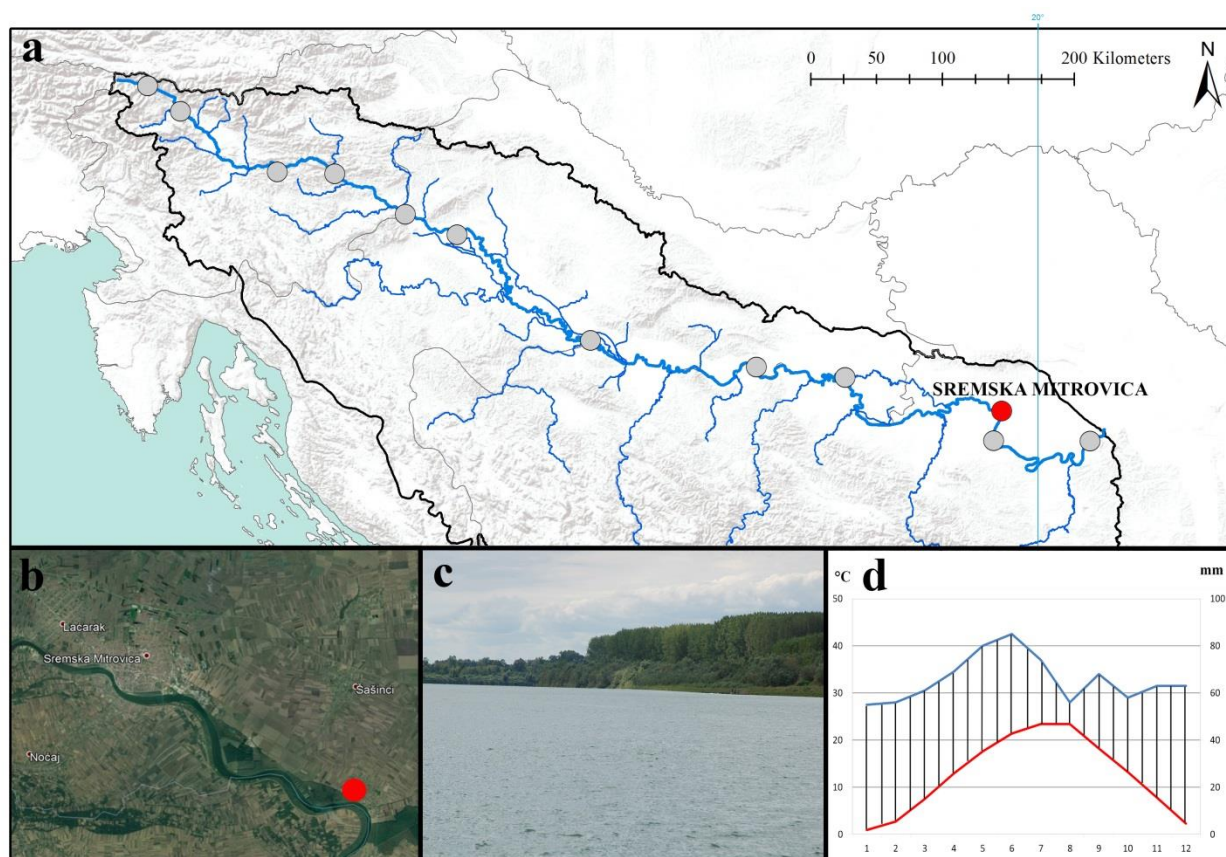 20°
a
0 50 100 200 Kilometers
N
SREMSKA MITROVICA
b
Laćarak
Sremska Mitrovica
Šašinci
Noćaj
c
d
°C
mm
50
100
40
80
30
60
20
40
10
20
0
0
1 2 3 4 5 6 7 8 9 10 11 12